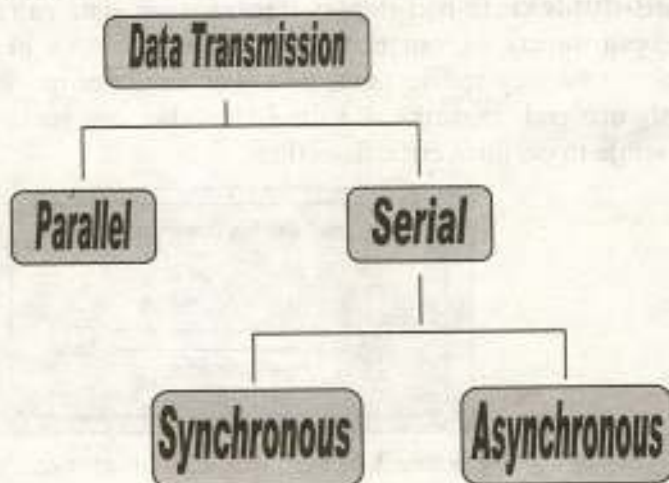 Data Transmission
Parallel
Serial
Synchronous
Asynchronous